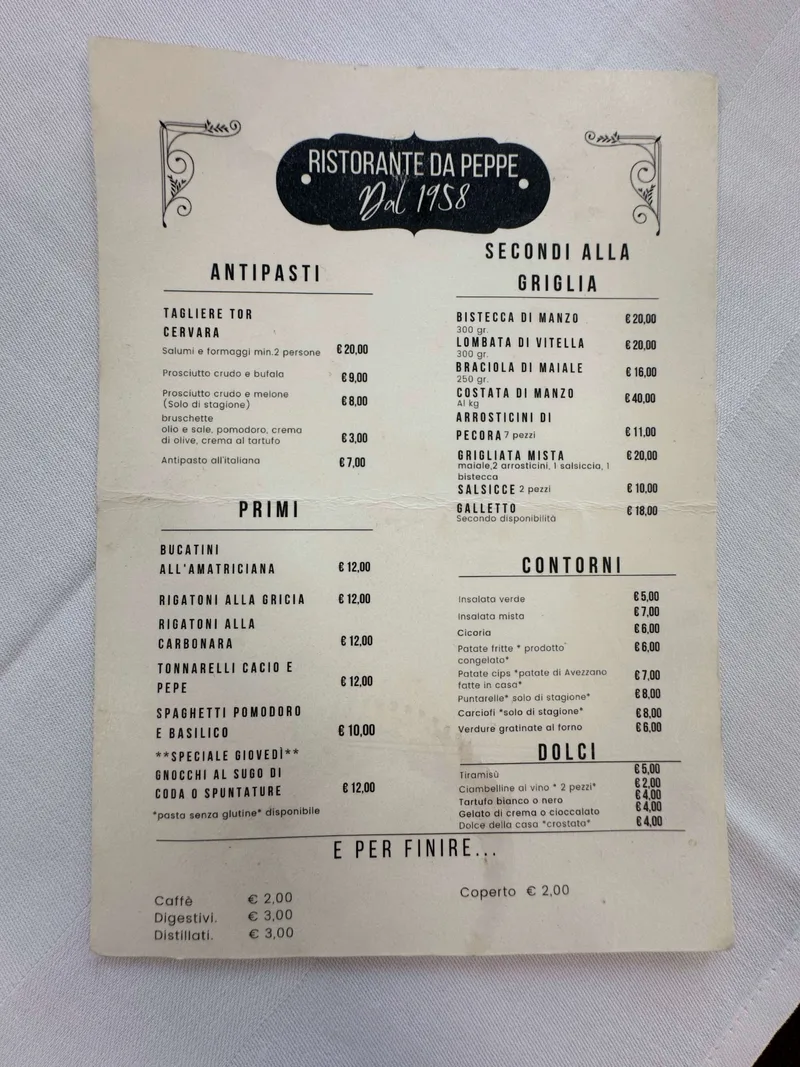 RISTORANTE DA PEPPE
Dal 1958
ANTIPASTI
TAGLIERE TOR
CERVARA
Salumi e formaggi min.2 persone € 20,00
Prosciutto crudo e bufala € 9,00
Prosciutto crudo e melone
(Solo di stagione) € 8,00
bruschette
olio e sale, pomodoro, crema
di olive, crema al tartufo € 3,00
Antipasto all'italiana € 7,00
PRIMI
BUCATINI
ALL'AMATRICIANA € 12,00
RIGATONI ALLA GRICIA € 12,00
RIGATONI ALLA
CARBONARA € 12,00
TONNARELLI CACIO E
PEPE € 12,00
SPAGHETTI POMODORO
E BASILICO € 10,00
**SPECIALE GIOVEDÌ**
GNOCCHI AL SUGO DI
CODA O SPUNTATURE € 12,00
*pasta senza glutine* disponibile
SECONDI ALLA
GRIGLIA
BISTECCA DI MANZO € 20,00
300 gr.
LOMBATA DI VITELLA € 20,00
300 gr.
BRACIOLA DI MAIALE € 16,00
250 gr.
COSTATA DI MANZO € 40,00
Al kg
ARROSTICINI DI
PECORA 7 pezzi € 11,00
GRIGLIATA MISTA € 20,00
maiale,2 arrosticini, 1 salsiccia, 1
bistecca
SALSICCE 2 pezzi € 10,00
GALLETTO € 18,00
Secondo disponibilità
CONTORNI
Insalata verde € 5,00
Insalata mista € 7,00
Cicoria € 6,00
Patate fritte * prodotto € 6,00
congelato*
Patate cips *patate di Avezzano € 7,00
fatte in casa*
Puntarelle* solo di stagione* € 8,00
Carciofi *solo di stagione* € 8,00
Verdure gratinate al forno € 6,00
DOLCI
Tiramisù € 5,00
Ciambelline al vino * 2 pezzi* € 2,00
Tartufo bianco o nero € 4,00
Gelato di crema o cioccolato € 4,00
Dolce della casa *crostata* € 4,00
E PER FINIRE...
Caffè € 2,00
Digestivi. € 3,00
Distillati. € 3,00
Coperto € 2,00